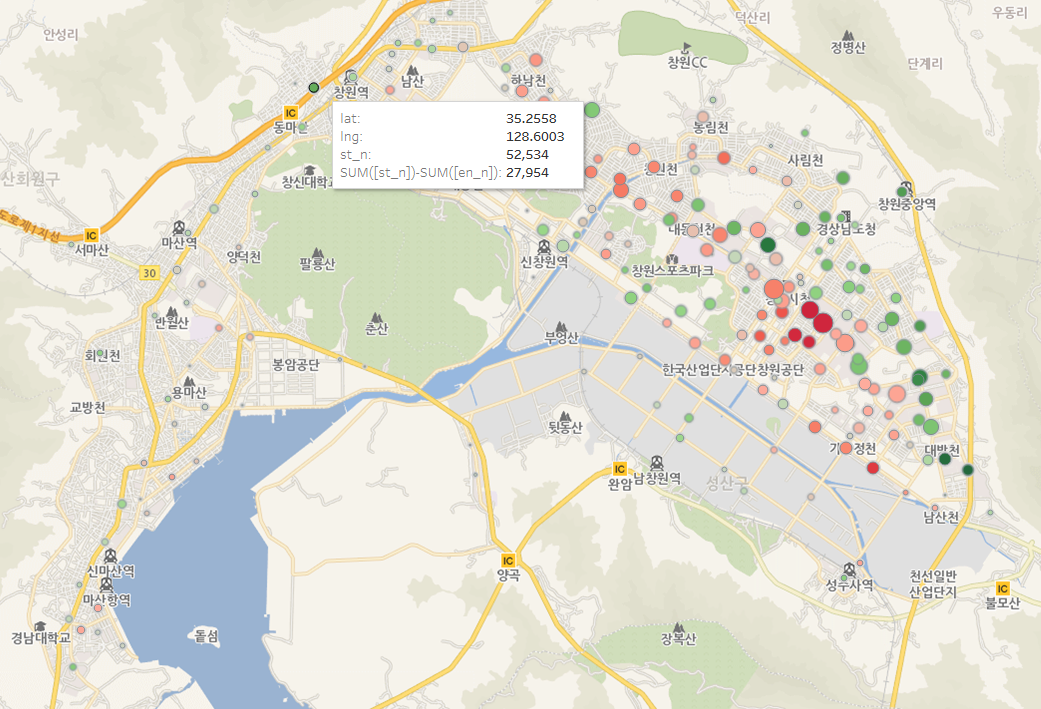 안성리
덕산리
우동리
정병산
단계리
창원CC
하남천
남산
창원역
IC
동마산
lat: 35.2558
lng: 128.6003
st_n: 52,534
SUM([st_n])-SUM([en_n]): 27,954
봉림천
사림천
창신대학교
산회원구
창원중앙역
도로제1지선
IC
서마산
마산역
양덕천
팔룡산
신창원역
창원스포츠파크
경상남도청
30
반월산
춘산
부엉산
회원천
봉암공단
한국산업단지공단창원공단
용마산
교방천
뒷동산
대방천
IC
완암
남창원역
성산구
남산천
신마산역
마산항역
IC
양곡
성주사역
천선일반
산업단지
IC
불모산
경남대학교
돝섬
장복산